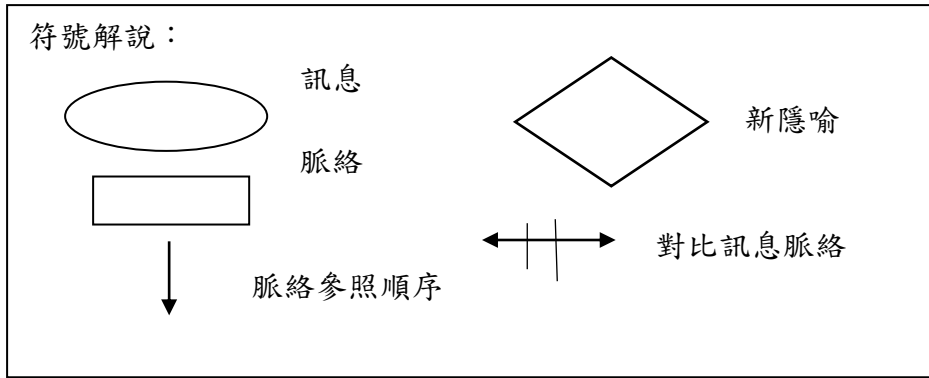 符號解說：
訊息
新隱喻
脈絡
對比訊息脈絡
脈絡參照順序